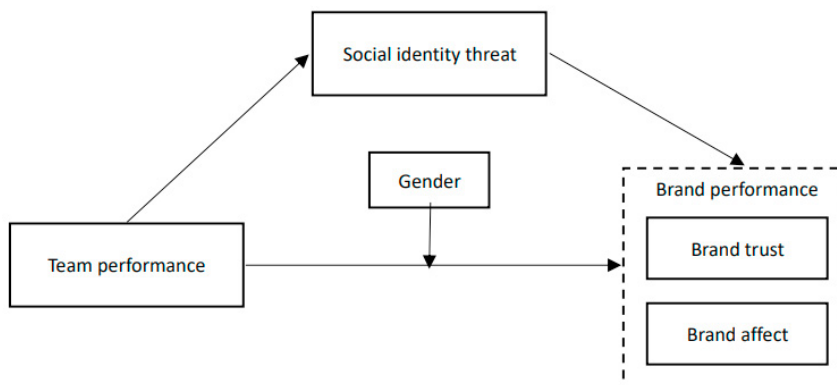 Social identity threat
Gender
Brand performance
Team performance
Brand trust
Brand affect